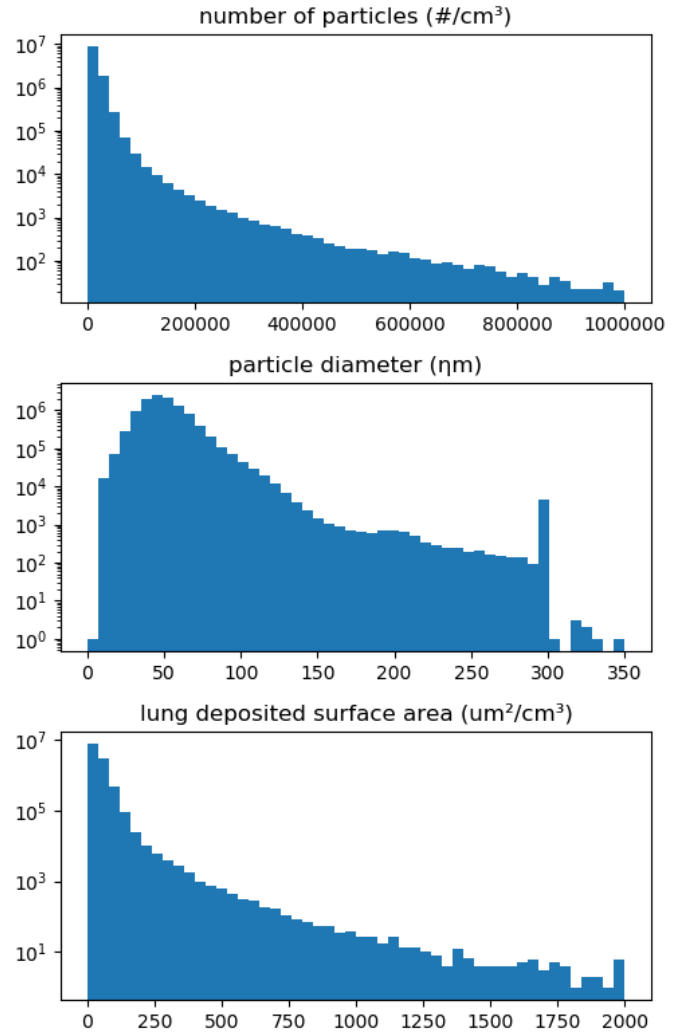 number of particles (#/cm³)
10⁷
10⁶
10⁵
10⁴
10³
10²
0 200000 400000 600000 800000 1000000
particle diameter (ηm)
10⁶
10⁵
10⁴
10³
10²
10¹
10⁰
0 50 100 150 200 250 300 350
lung deposited surface area (um²/cm³)
10⁷
10⁵
10³
10¹
0 250 500 750 1000 1250 1500 1750 2000